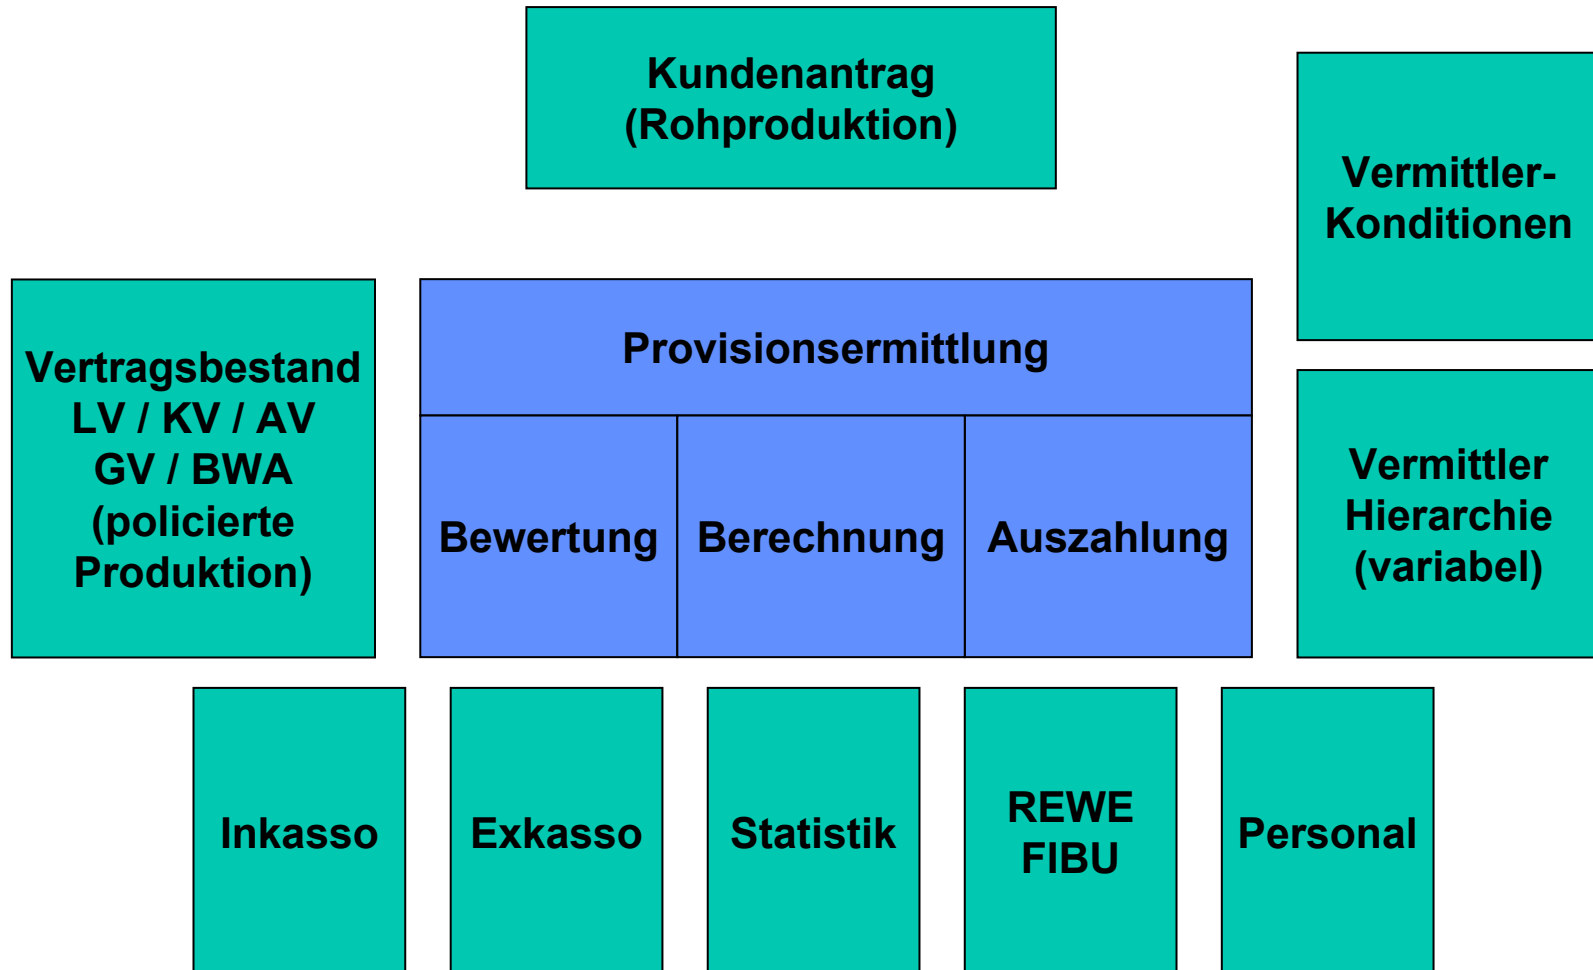 Kundenantrag
(Rohproduktion)
Vermittler-
Konditionen
Vertragsbestand
LV / KV / AV
GV / BWA
(policierte
Produktion)
Provisionsermittlung
Bewertung
Berechnung
Auszahlung
Vermittler
Hierarchie
(variabel)
Inkasso
Exkasso
Statistik
REWE
FIBU
Personal